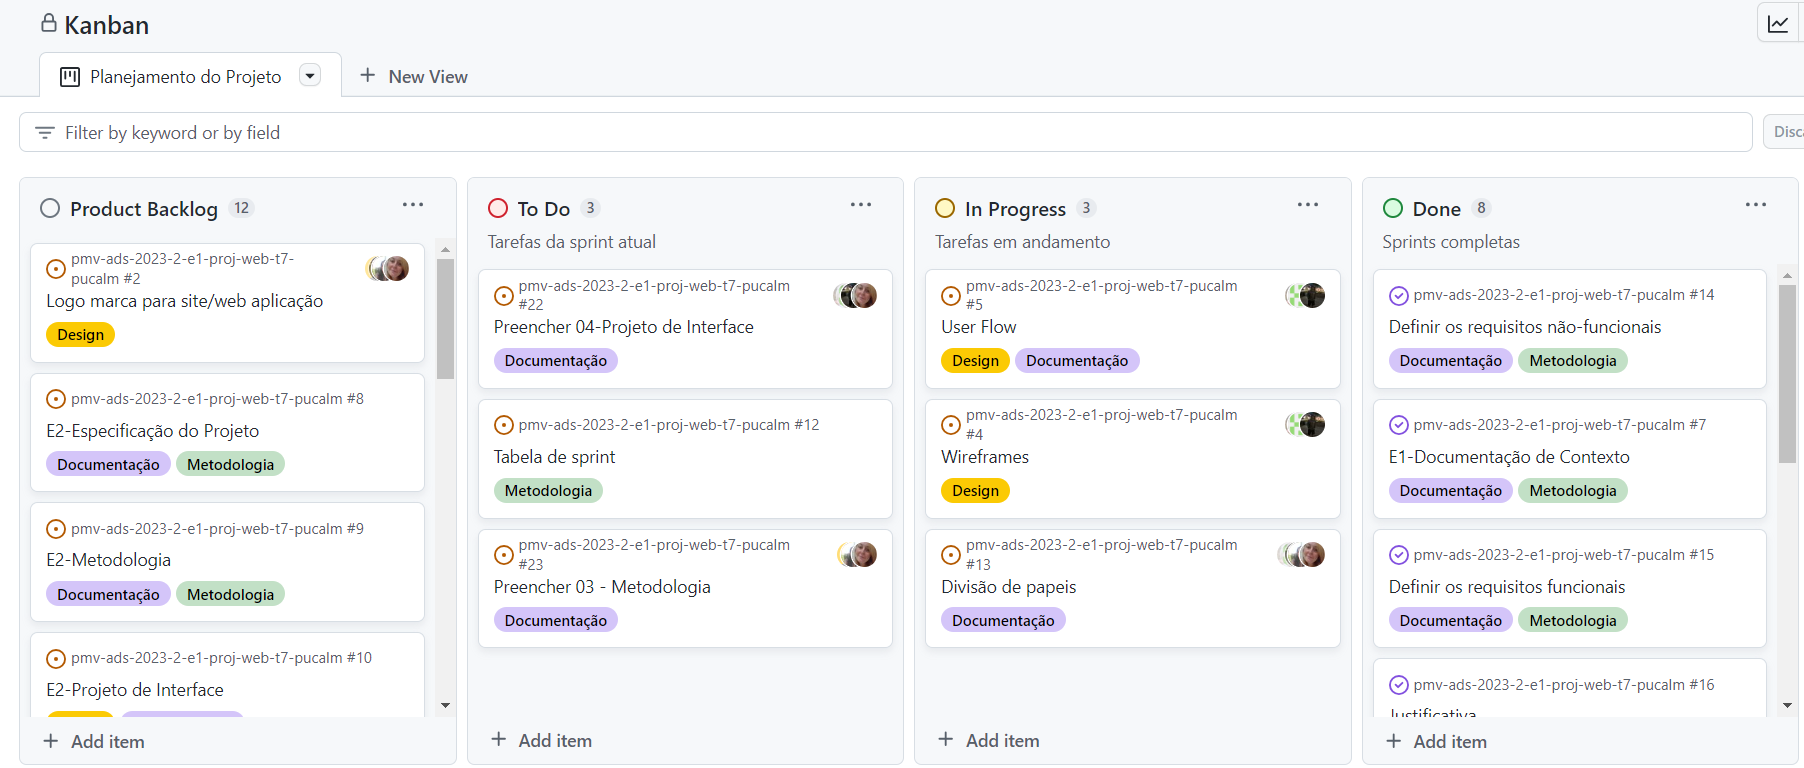 Kanban
Planejamento do Projeto
New View
Filter by keyword or by field
Disc
Product Backlog 12
pmv-ads-2023-2-e1-proj-web-t7-
pucalm #2
Logo marca para site/web aplicação
Design
pmv-ads-2023-2-e1-proj-web-t7-pucalm #8
E2-Especificação do Projeto
Documentação Metodologia
pmv-ads-2023-2-e1-proj-web-t7-pucalm #9
E2-Metodologia
Documentação Metodologia
pmv-ads-2023-2-e1-proj-web-t7-pucalm #10
E2-Projeto de Interface
Add item
To Do 3
Tarefas da sprint atual
pmv-ads-2023-2-e1-proj-web-t7-pucalm
#22
Preencher 04-Projeto de Interface
Documentação
pmv-ads-2023-2-e1-proj-web-t7-pucalm #12
Tabela de sprint
Metodologia
pmv-ads-2023-2-e1-proj-web-t7-pucalm
#23
Preencher 03 - Metodologia
Documentação
Add item
In Progress 3
Tarefas em andamento
pmv-ads-2023-2-e1-proj-web-t7-pucalm
#5
User Flow
Design Documentação
pmv-ads-2023-2-e1-proj-web-t7-pucalm
#4
Wireframes
Design
pmv-ads-2023-2-e1-proj-web-t7-pucalm
#13
Divisão de papeis
Documentação
Add item
Done 8
Sprints completas
pmv-ads-2023-2-e1-proj-web-t7-pucalm #14
Definir os requisitos não-funcionais
Documentação Metodologia
pmv-ads-2023-2-e1-proj-web-t7-pucalm #7
E1-Documentação de Contexto
Documentação Metodologia
pmv-ads-2023-2-e1-proj-web-t7-pucalm #15
Definir os requisitos funcionais
Documentação Metodologia
pmv-ads-2023-2-e1-proj-web-t7-pucalm #16
Justificativa
Add item